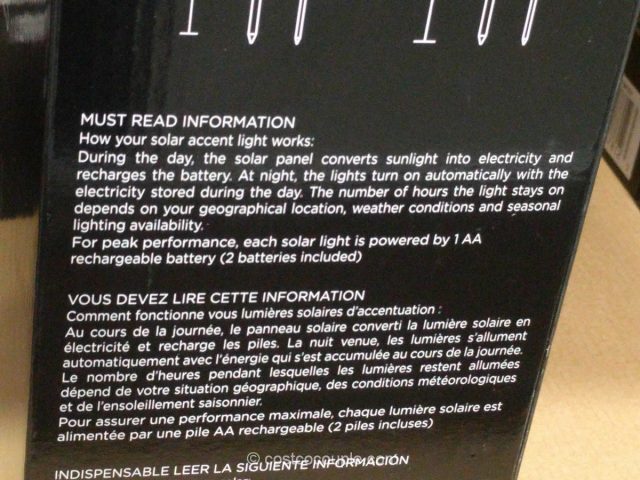 MUST READ INFORMATION
How your solar accent light works:
During the day, the solar panel converts sunlight into electricity and
recharges the battery. At night, the lights turn on automatically with the
electricity stored during the day. The number of hours the light stays on
depends on your geographical location, weather conditions and seasonal
lighting availability.
For peak performance, each solar light is powered by 1 AA
rechargeable battery (2 batteries included)
VOUS DEVEZ LIRE CETTE INFORMATION
Comment fonctionne vous lumières solaires d'accentuation :
Au cours de la journée, le panneau solaire converti la lumière solaire en
électricité et recharge les piles. La nuit venue, les lumières s'allument
automatiquement avec l'énergie qui s'est accumulée au cours de la journée.
Le nombre d'heures pendant lesquelles les lumières restent allumées
dépend de votre situation géographique, des conditions météorologiques
et de l'ensoleillement saisonnier.
Pour assurer une performance maximale, chaque lumière solaire est
alimentée par une pile AA rechargeable (2 piles incluses)
INDISPENSABLE LEER LA SIGUIENTE INFORMACIÓN
© costcocouple.com